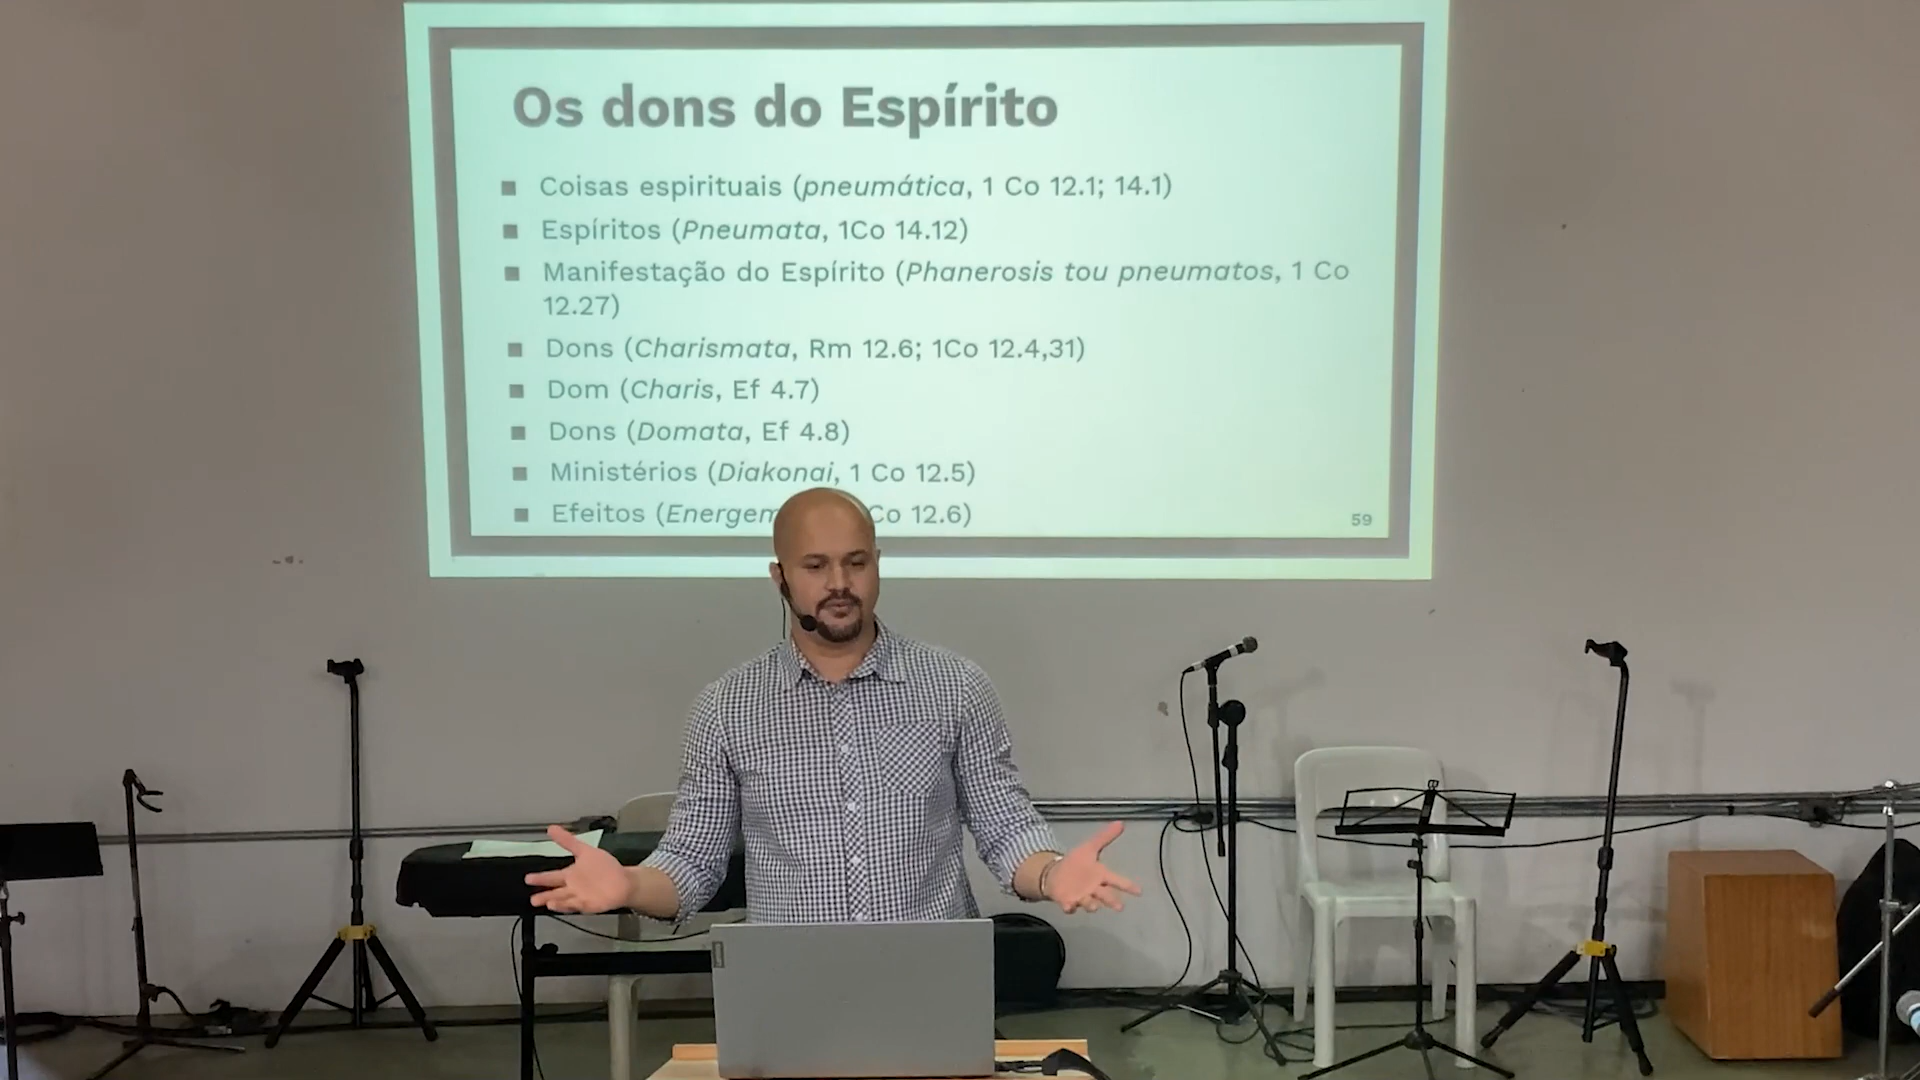 Os dons do Espírito
■ Coisas espirituais (pneumática, 1 Co 12.1; 14.1)
■ Espíritos (Pneumata, 1Co 14.12)
■ Manifestação do Espírito (Phanerosis tou pneumatos, 1 Co
12.27)
■ Dons (Charismata, Rm 12.6; 1Co 12.4,31)
■ Dom (Charis, Ef 4.7)
■ Dons (Domata, Ef 4.8)
■ Ministérios (Diakonai, 1 Co 12.5)
■ Efeitos (Co 12.6)
59